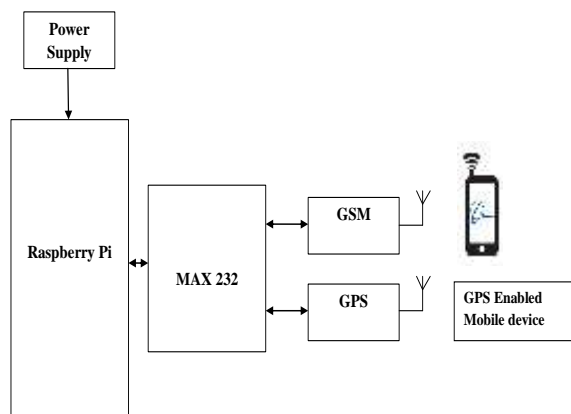 Power
Supply
Raspberry Pi
MAX 232
GSM
GPS
GPS Enabled
Mobile device